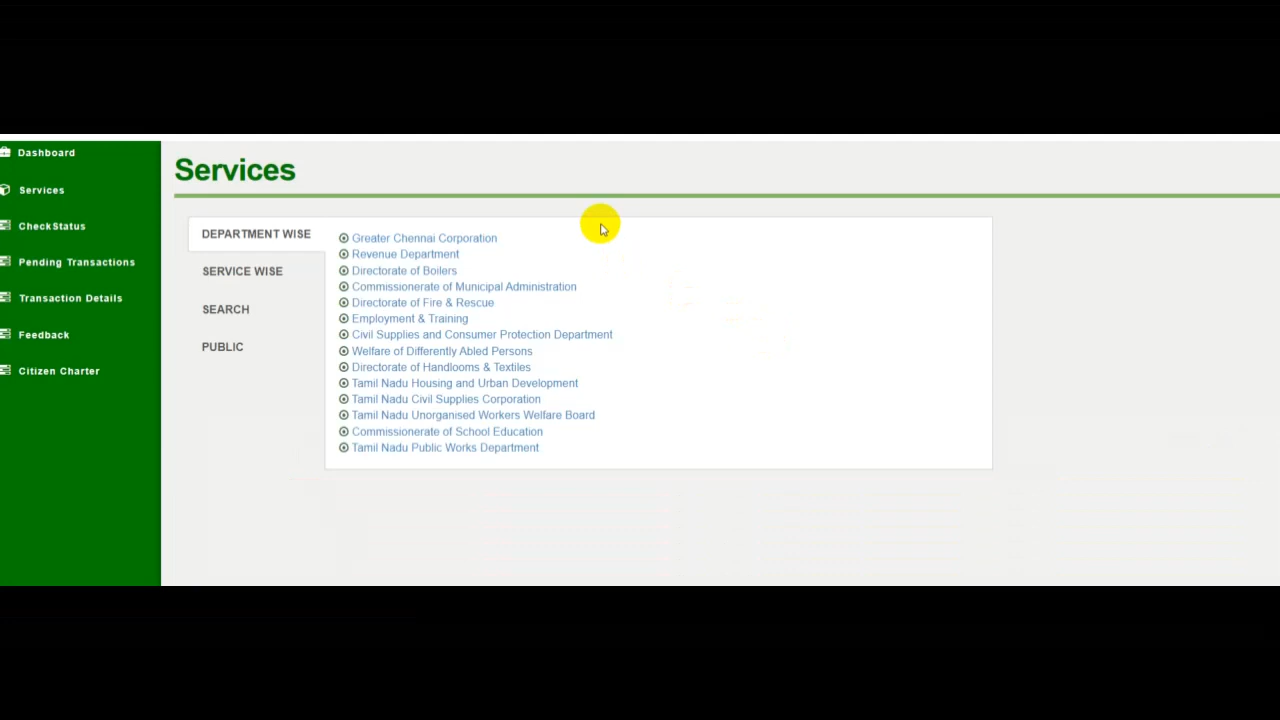 Dashboard
Services
CheckStatus
Pending Transactions
Transaction Details
Feedback
Citizen Charter
Services
DEPARTMENT WISE
SERVICE WISE
SEARCH
PUBLIC
Greater Chennai Corporation
Revenue Department
Directorate of Boilers
Commissionerate of Municipal Administration
Directorate of Fire & Rescue
Employment & Training
Civil Supplies and Consumer Protection Department
Welfare of Differently Abled Persons
Directorate of Handlooms & Textiles
Tamil Nadu Housing and Urban Development
Tamil Nadu Civil Supplies Corporation
Tamil Nadu Unorganised Workers Welfare Board
Commissionerate of School Education
Tamil Nadu Public Works Department